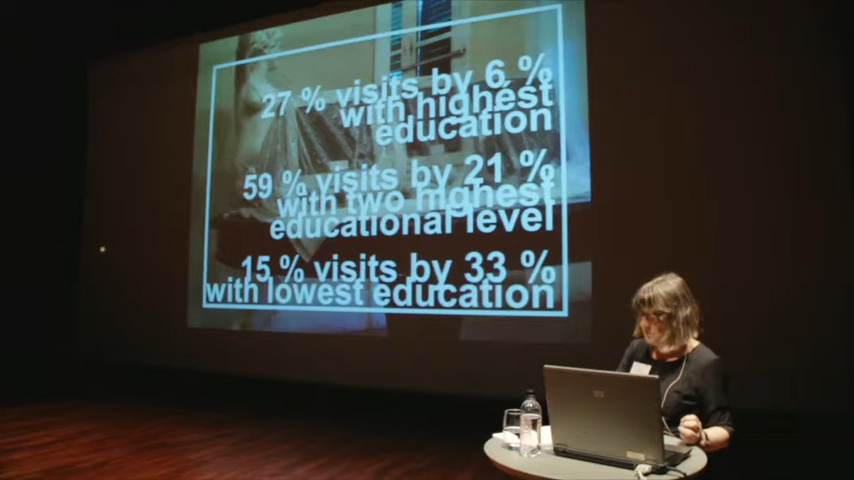 27 % visits by 6 %
with highest
education
59 % visits by 21 %
with two highest
educational level
15 % visits by 33 %
with lowest education